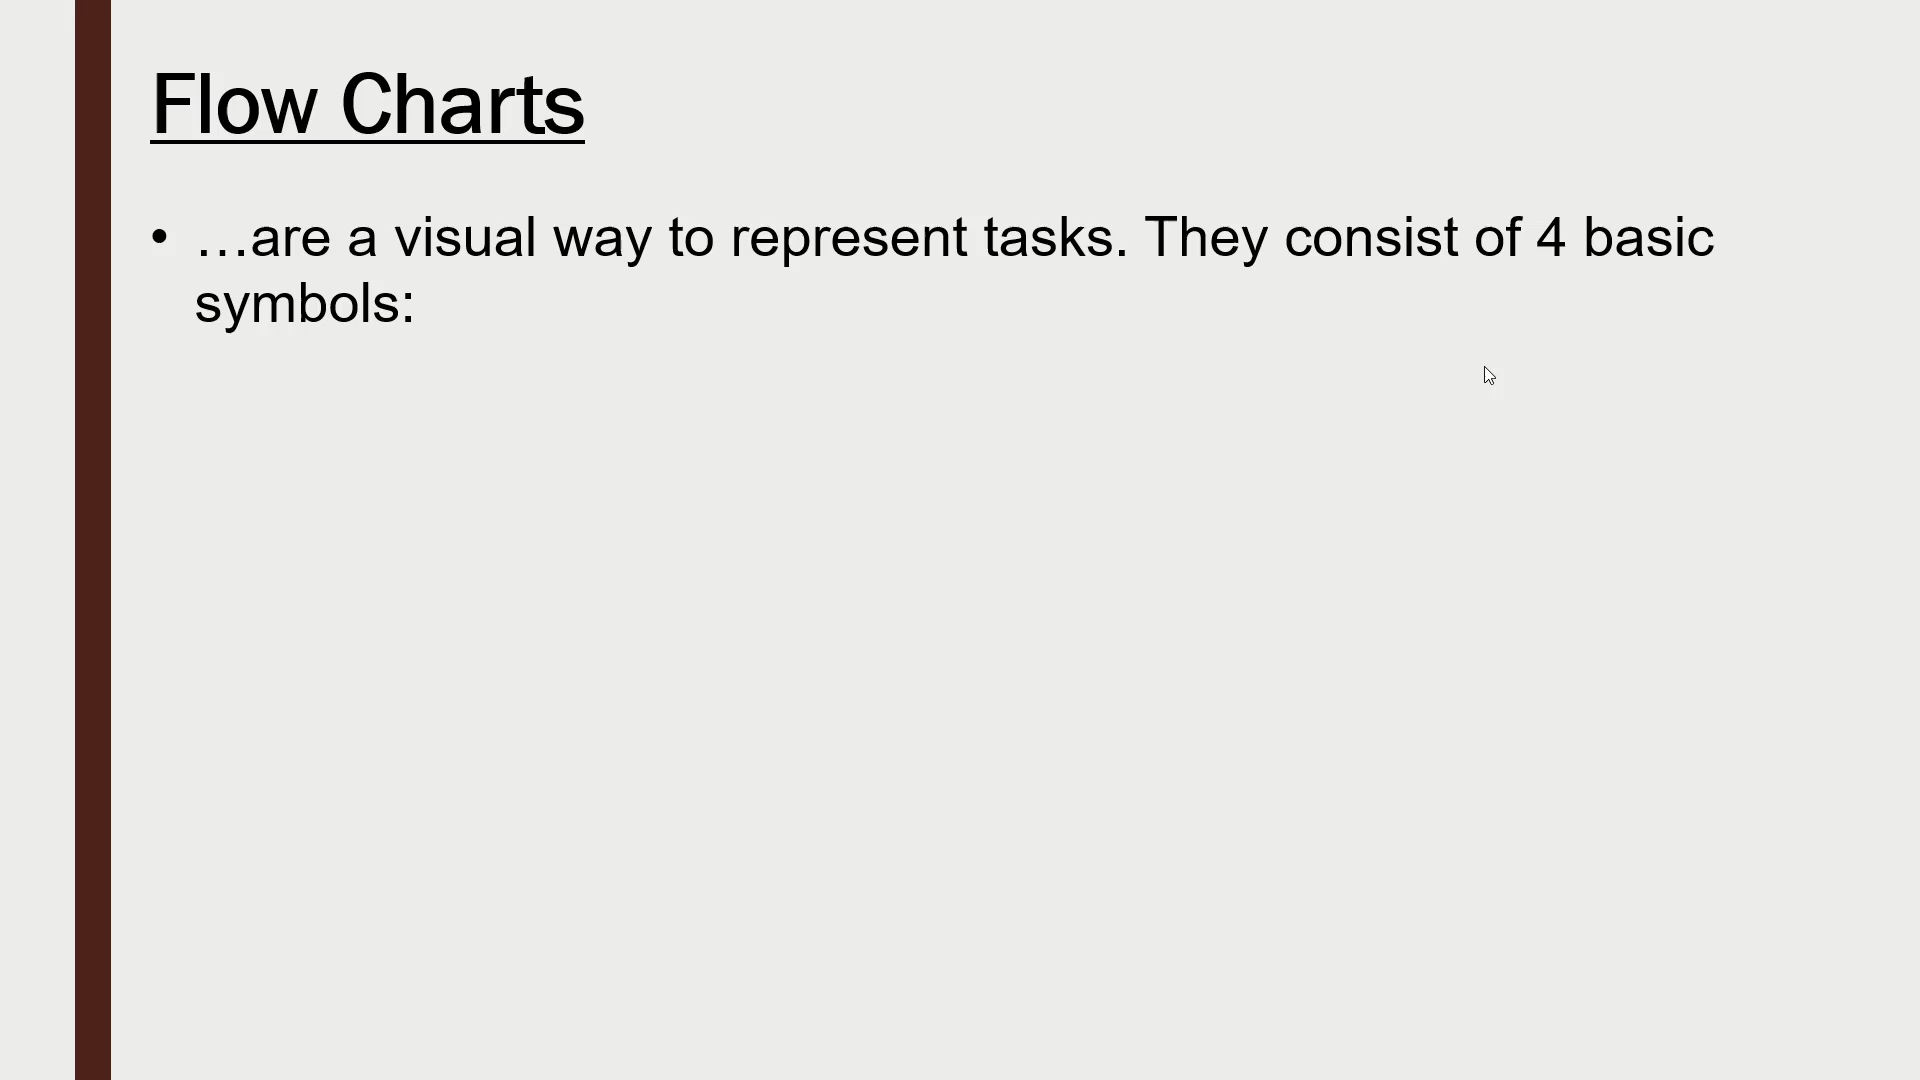 Flow Charts
• …are a visual way to represent tasks. They consist of 4 basic
symbols: